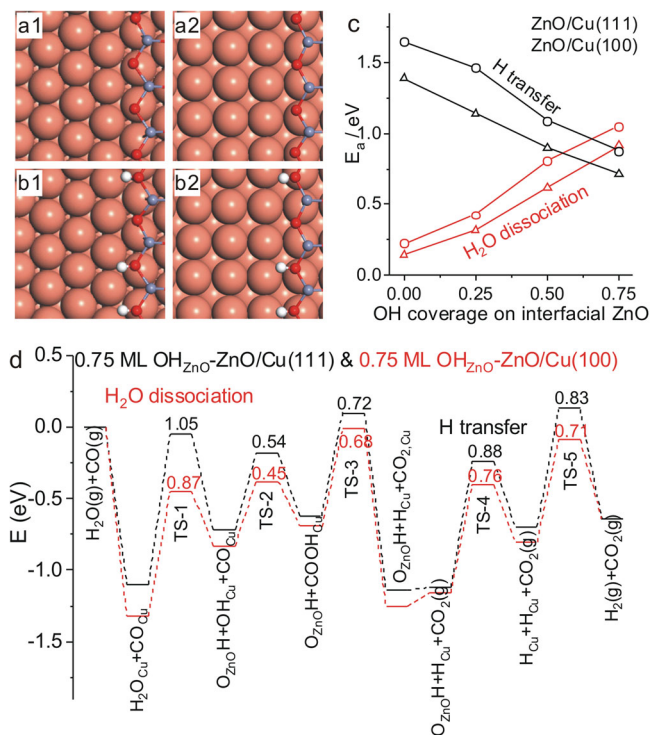 a1
a2
b1
b2
c
ZnO/Cu(111)
ZnO/Cu(100)
H transfer
H₂O dissociation
Eₐ / eV
1.5
1.0
0.5
0.0
0.00
0.25
0.50
0.75
OH coverage on interfacial ZnO
d
0.75 ML OH_ZnO-ZnO/Cu(111) & 0.75 ML OH_ZnO-ZnO/Cu(100)
H₂O dissociation
H transfer
E (eV)
0.5
0.0
-0.5
-1.0
-1.5
H₂O(g)+CO(g)
H₂O_Cu+CO_Cu
1.05
0.87
TS-1
O_ZnOH+OH_Cu+CO_Cu
0.54
0.45
TS-2
O_ZnOH+COOH_Cu
0.72
0.68
TS-3
O_ZnOH+H_Cu+CO₂,Cu
O_ZnOH+H_Cu+CO₂(g)
0.88
0.76
TS-4
H_Cu+H_Cu+CO₂(g)
0.83
0.71
TS-5
H₂(g)+CO₂(g)